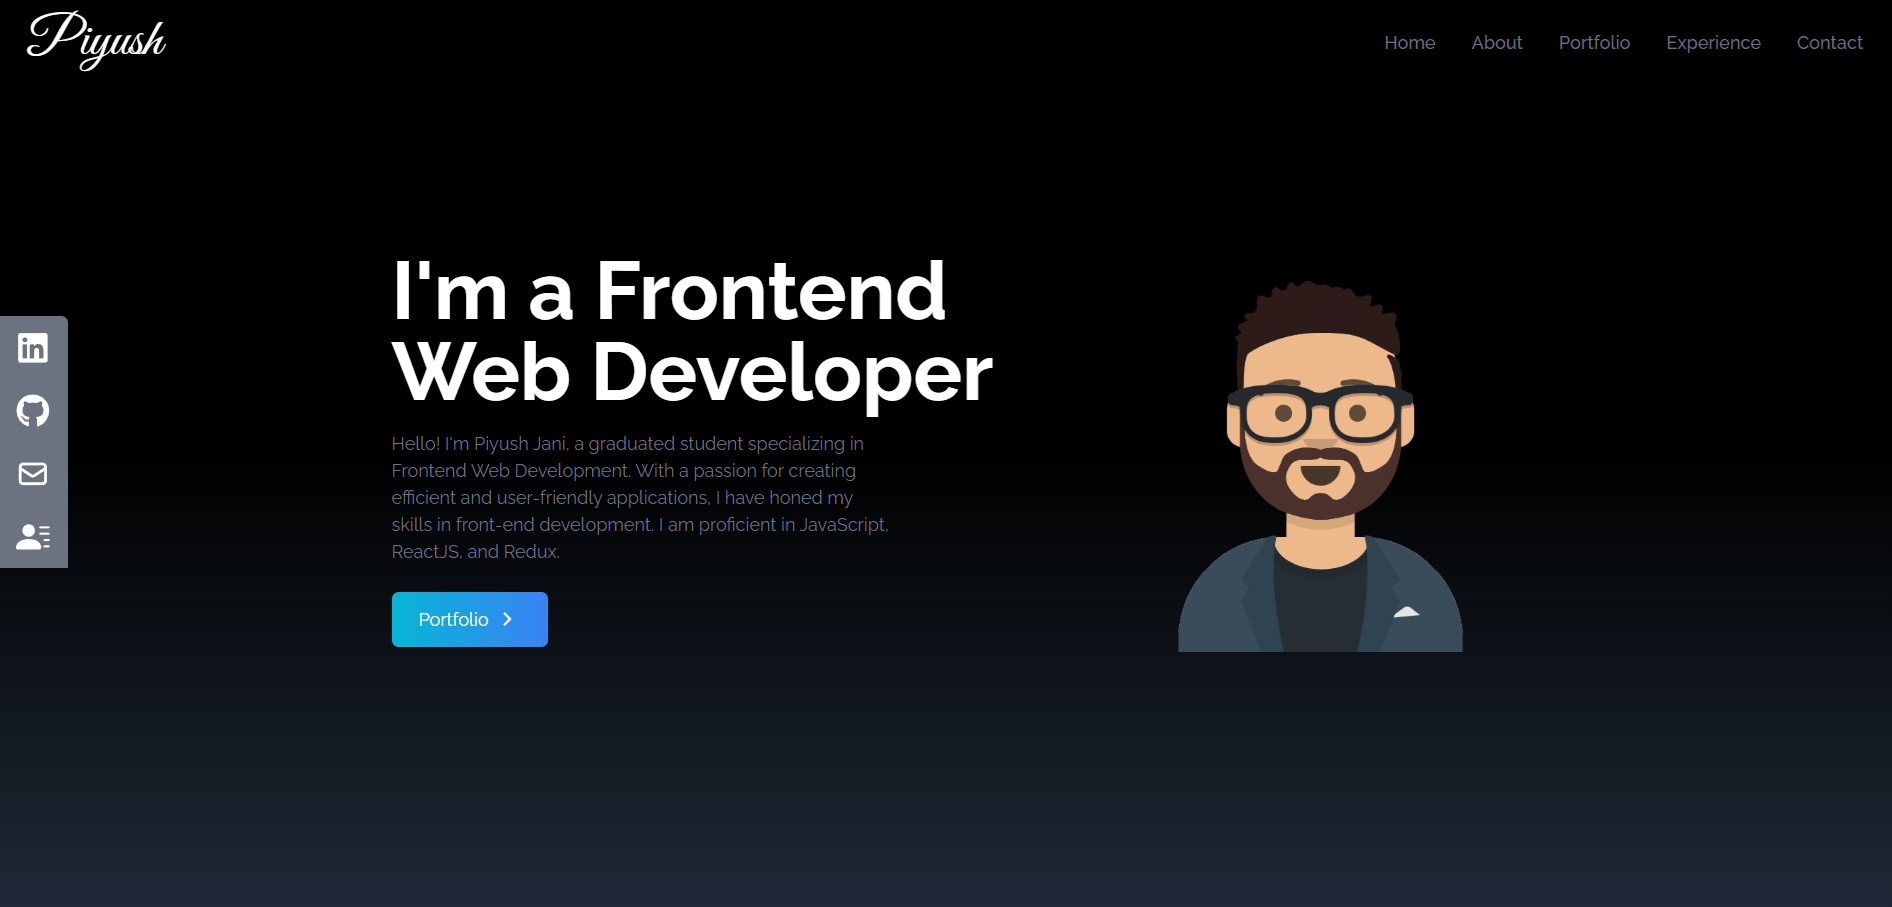 Piyush
Home About Portfolio Experience Contact
I'm a Frontend
Web Developer
Hello! I'm Piyush Jani, a graduated student specializing in
Frontend Web Development. With a passion for creating
efficient and user-friendly applications, I have honed my
skills in front-end development. I am proficient in JavaScript,
ReactJS, and Redux.
Portfolio
in